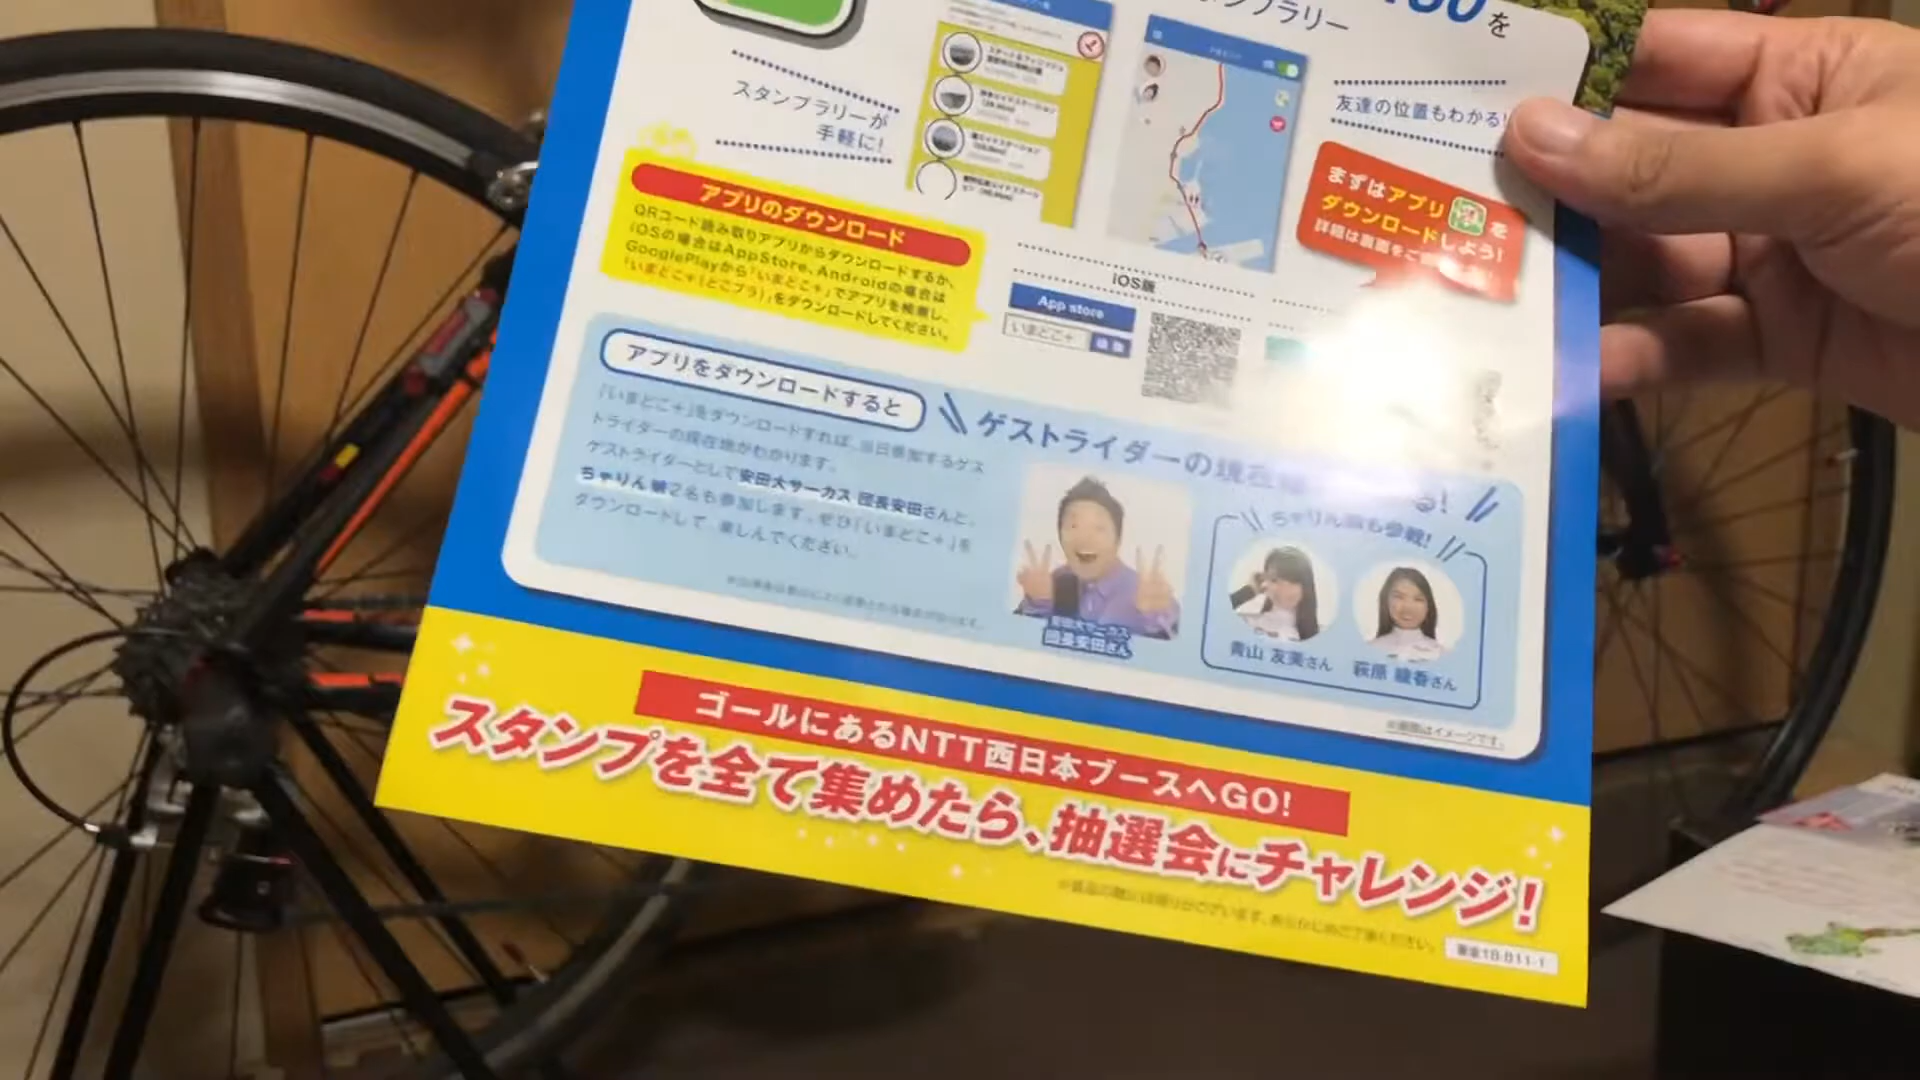 を
スタンプラリーが
手軽に!
友達の位置もわかる!
まずはアプリを
ダウンロードしよう!
アプリのダウンロード
QRコード読み取りアプリからダウンロードするか、
iOSの場合はAppStore、Androidの場合は
GooglePlayから「いまどこ+」でアプリを検索し、
「いまどこ+(どこプラ)」をダウンロードしてください。
iOS版
App store
いまどこ+
アプリをダウンロードすると
「いまどこ+」をダウンロードすれば、当日参加するゲス
トライダーの現在地がわかります。
ゲストライダーとして安田大サーカス 団長安田さんと、
ちゃりん娘2名も参加します。ぜひ「いまどこ+」を
ダウンロードして 楽しんでください。
ゲストライダーの現在
る!
ちゃりん娘も参戦!
安田大サーカス
団長安田さん
青山 友美さん
萩原 綾香さん
※画面はイメージです。
ゴールにあるNTT西日本ブースへGO!
スタンプを全て集めたら、抽選会にチャレンジ!